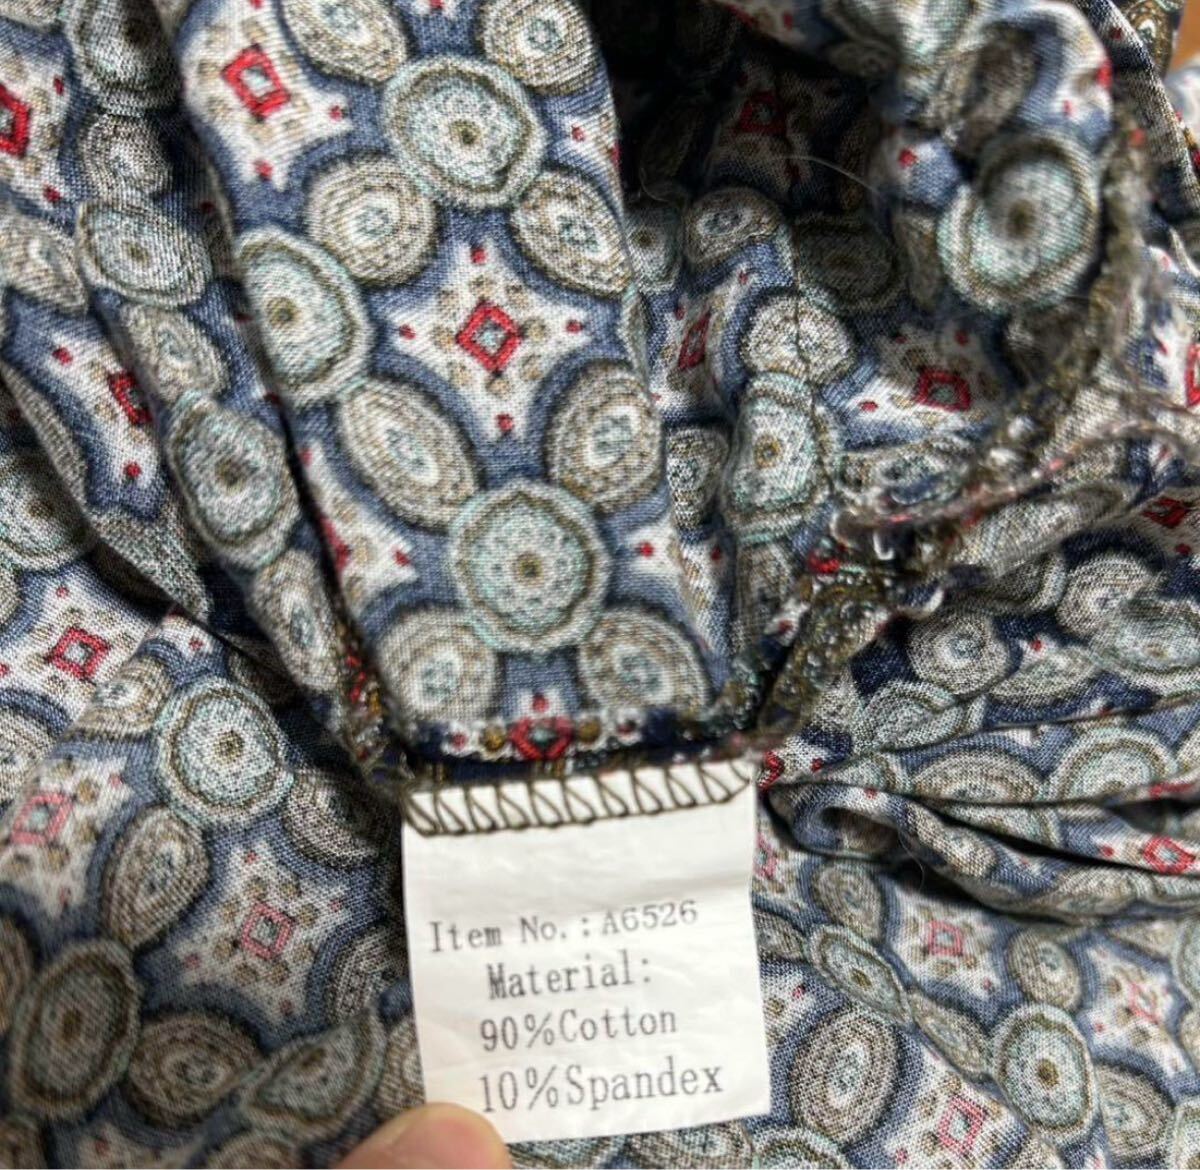 Item No.: A6526
Material:
90%Cotton
10%Spandex